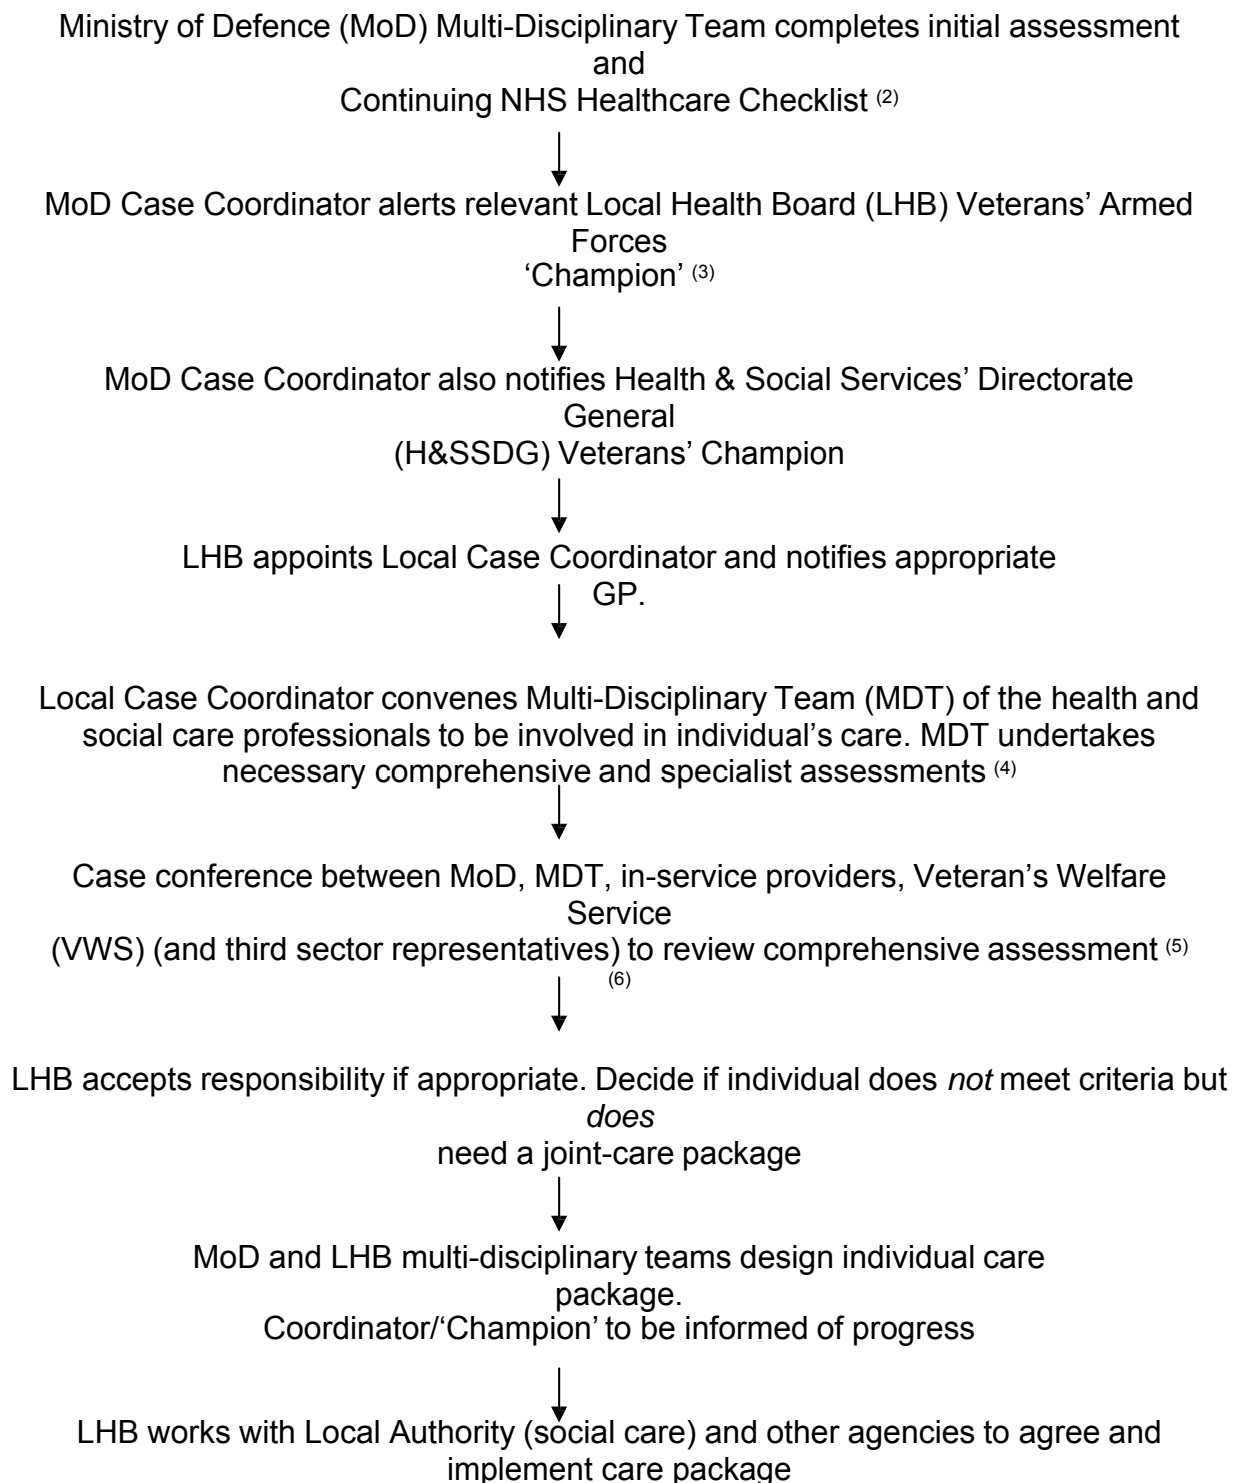 Ministry of Defence (MoD) Multi-Disciplinary Team completes initial assessment
and
Continuing NHS Healthcare Checklist (2)
MoD Case Coordinator alerts relevant Local Health Board (LHB) Veterans’ Armed
Forces
‘Champion’ (3)
MoD Case Coordinator also notifies Health & Social Services’ Directorate
General
(H&SSDG) Veterans’ Champion
LHB appoints Local Case Coordinator and notifies appropriate
GP.
Local Case Coordinator convenes Multi-Disciplinary Team (MDT) of the health and
social care professionals to be involved in individual’s care. MDT undertakes
necessary comprehensive and specialist assessments (4)
Case conference between MoD, MDT, in-service providers, Veteran’s Welfare
Service
(VWS) (and third sector representatives) to review comprehensive assessment (5)
(6)
LHB accepts responsibility if appropriate. Decide if individual does not meet criteria but
does
need a joint-care package
MoD and LHB multi-disciplinary teams design individual care
package.
Coordinator/‘Champion’ to be informed of progress
LHB works with Local Authority (social care) and other agencies to agree and
implement care package